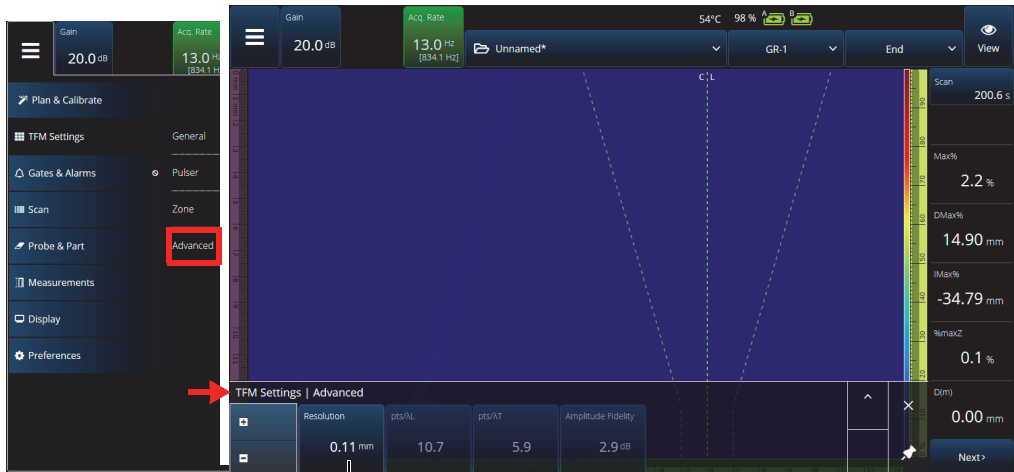 Gain
20.0 dB
Acq. Rate
13.0 H
[834.1 H
Plan & Calibrate
TFM Settings
General
Gates & Alarms
Pulser
Scan
Zone
Probe & Part
Advanced
Measurements
Display
Preferences
Gain
20.0 dB
Acq. Rate
13.0 Hz
[834.1 Hz]
54°C
98 %
A
B
Unnamed*
GR-1
End
View
C L
Scan
200.6 s
Max%
2.2 %
DMax%
14.90 mm
IMax%
-34.79 mm
%maxZ
0.1 %
D(m)
0.00 mm
Next>
TFM Settings | Advanced
Resolution
0.11 mm
pts/λL
10.7
pts/λT
5.9
Amplitude Fidelity
2.9 dB